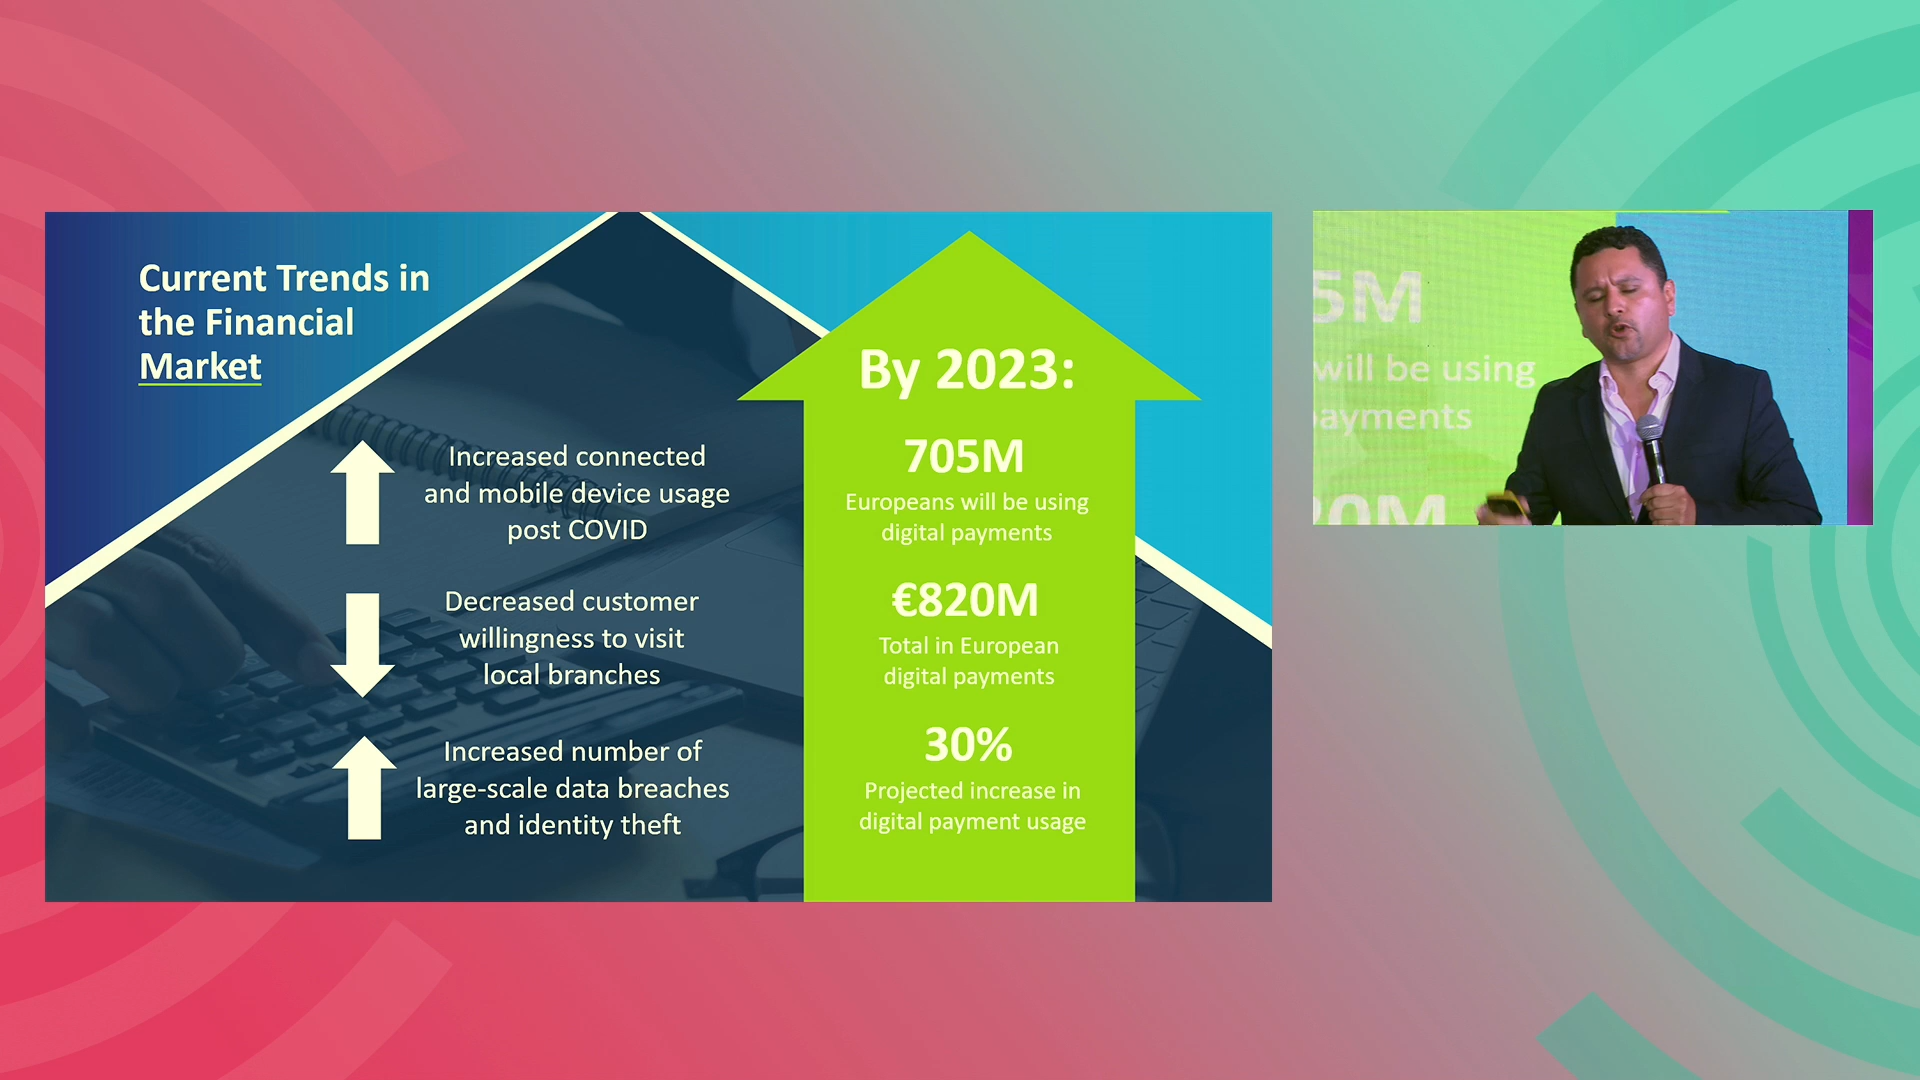 Current Trends in
the Financial
Market
Increased connected
and mobile device usage
post COVID
Decreased customer
willingness to visit
local branches
Increased number of
large-scale data breaches
and identity theft
By 2023:
705M
Europeans will be using
digital payments
€820M
Total in European
digital payments
30%
Projected increase in
digital payment usage
5M
will be using
payments
20M